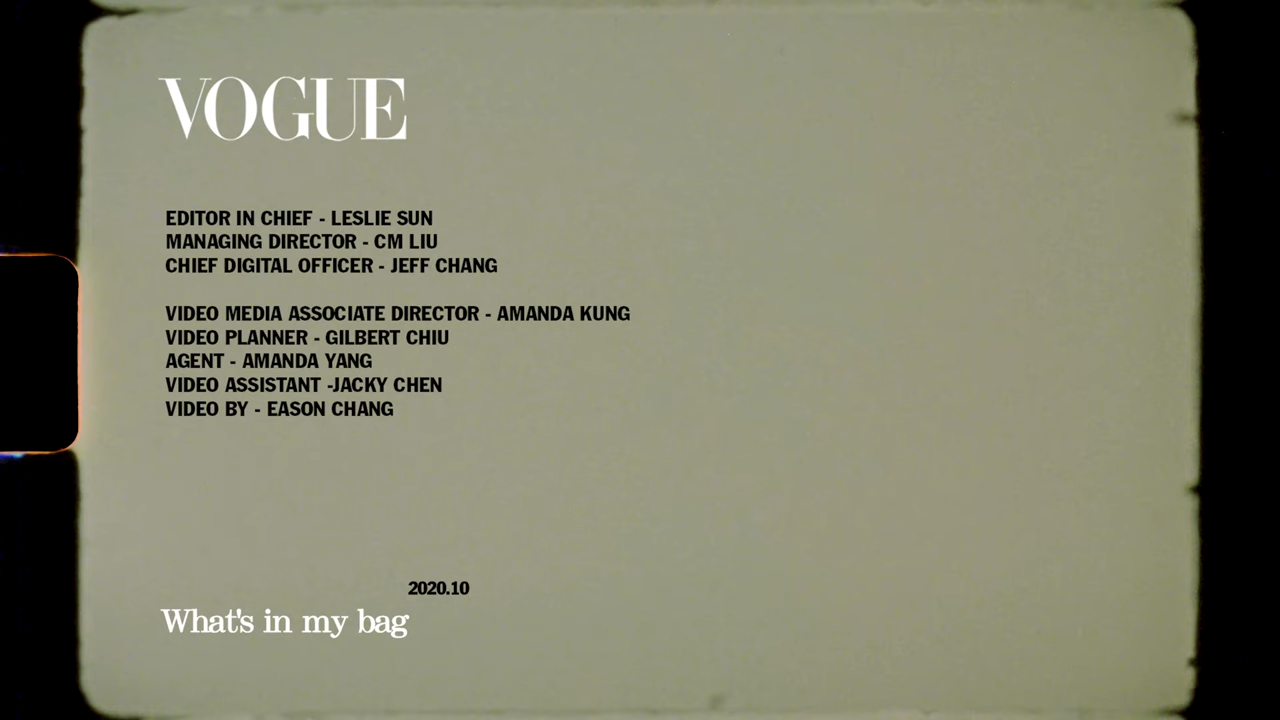 VOGUE
EDITOR IN CHIEF - LESLIE SUN
MANAGING DIRECTOR - CM LIU
CHIEF DIGITAL OFFICER - JEFF CHANG
VIDEO MEDIA ASSOCIATE DIRECTOR - AMANDA KUNG
VIDEO PLANNER - GILBERT CHIU
AGENT - AMANDA YANG
VIDEO ASSISTANT -JACKY CHEN
VIDEO BY - EASON CHANG
2020.10
What's in my bag